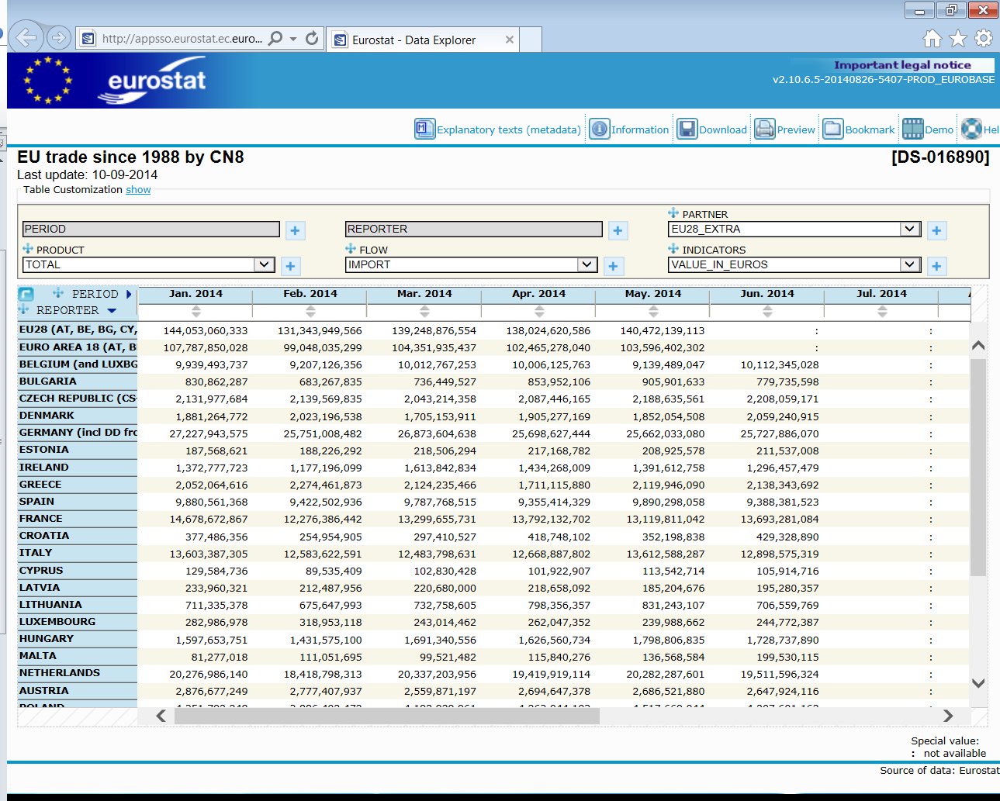 http://appsso.eurostat.ec.euro...
Eurostat - Data Explorer
eurostat
Important legal notice
v2.10.6.5-20140826-5407-PROD_EUROBASE
Explanatory texts (metadata) Information Download Preview Bookmark Demo Hel
EU trade since 1988 by CN8 [DS-016890]
Last update: 10-09-2014
Table Customization show
PARTNER
PERIOD REPORTER EU28_EXTRA
PRODUCT FLOW INDICATORS
TOTAL IMPORT VALUE_IN_EUROS
PERIOD Jan. 2014 Feb. 2014 Mar. 2014 Apr. 2014 May. 2014 Jun. 2014 Jul. 2014
REPORTER
EU28 (AT, BE, BG, CY, 144,053,060,333 131,343,949,566 139,248,876,554 138,024,620,586 140,472,139,113 : :
EURO AREA 18 (AT, B 107,787,850,028 99,048,035,299 104,351,935,437 102,465,278,040 103,596,402,302 : :
BELGIUM (and LUXBG 9,939,493,737 9,207,126,356 10,012,767,253 10,006,125,763 9,139,489,047 10,112,345,028 :
BULGARIA 830,862,287 683,267,835 736,449,527 853,952,106 905,901,633 779,735,598 :
CZECH REPUBLIC (CS 2,131,977,684 2,139,569,835 2,043,214,358 2,087,446,165 2,188,635,561 2,208,059,171 :
DENMARK 1,881,264,772 2,023,196,538 1,705,153,911 1,905,277,169 1,852,054,508 2,059,240,915 :
GERMANY (incl DD fro 27,227,943,575 25,751,008,482 26,873,604,638 25,698,627,444 25,662,033,080 25,727,886,070 :
ESTONIA 187,568,621 188,226,292 218,506,294 217,168,782 208,925,578 211,537,008 :
IRELAND 1,372,777,723 1,177,196,099 1,613,842,834 1,434,268,009 1,391,612,758 1,296,457,479 :
GREECE 2,052,064,616 2,274,461,873 2,124,235,466 1,711,115,880 2,119,946,090 2,138,343,692 :
SPAIN 9,880,561,368 9,422,502,936 9,787,768,515 9,355,414,329 9,890,298,058 9,388,381,523 :
FRANCE 14,678,672,867 12,276,386,442 13,299,655,731 13,792,132,702 13,119,811,042 13,693,281,084 :
CROATIA 377,486,356 254,954,905 297,410,527 418,748,102 352,198,838 429,328,890 :
ITALY 13,603,387,305 12,583,622,591 12,483,798,631 12,668,887,802 13,612,588,287 12,898,575,319 :
CYPRUS 129,584,736 89,535,409 102,830,428 101,922,907 113,542,714 105,914,716 :
LATVIA 233,960,321 212,487,956 220,680,000 218,658,092 185,204,676 195,280,357 :
LITHUANIA 711,335,378 675,647,993 732,758,605 798,356,357 831,243,107 706,559,769 :
LUXEMBOURG 282,986,978 318,953,118 243,014,462 262,047,352 239,988,662 244,772,387 :
HUNGARY 1,597,653,751 1,431,575,100 1,691,340,556 1,626,560,734 1,798,806,835 1,728,737,890 :
MALTA 81,277,018 111,051,695 99,521,482 115,840,276 136,568,584 199,530,115 :
NETHERLANDS 20,276,986,140 18,418,798,313 20,337,203,956 19,419,919,114 20,282,287,601 19,511,596,324 :
AUSTRIA 2,876,677,249 2,777,407,937 2,559,871,197 2,694,647,378 2,686,521,880 2,647,924,116 :
POLAND
Special value:
: not available
Source of data: Eurostat